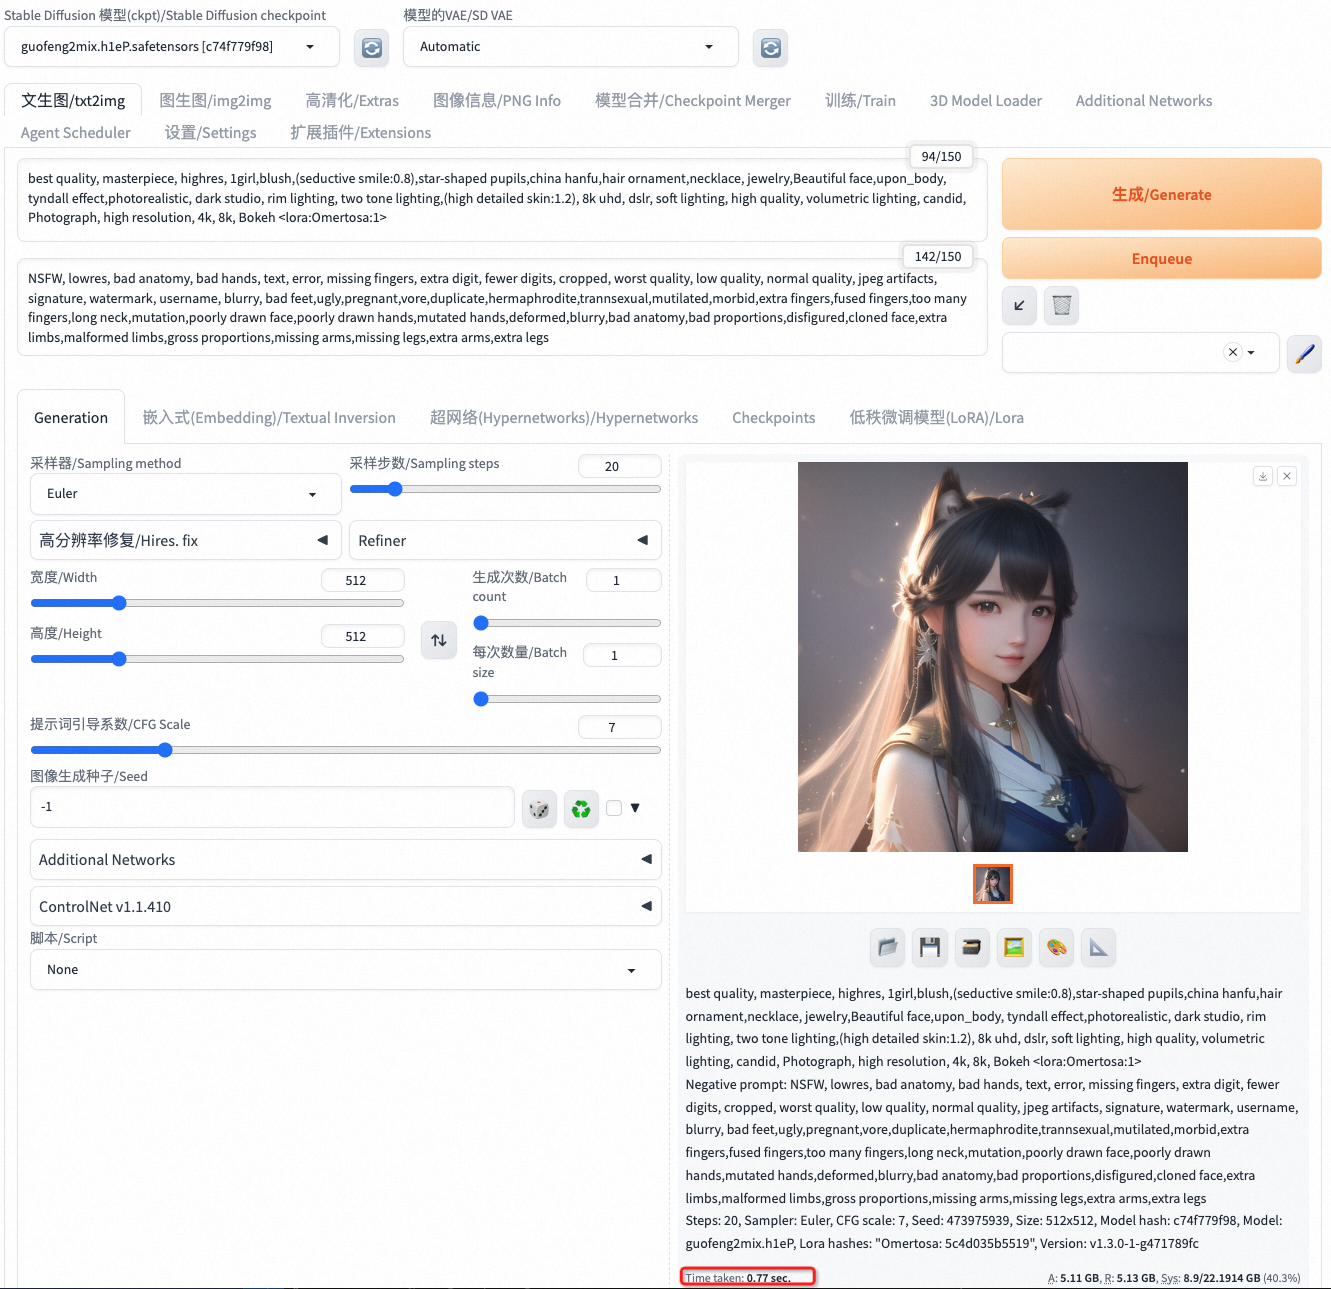 Stable Diffusion 模型(ckpt)/Stable Diffusion checkpoint
模型的VAE/SD VAE
guofeng2mix.h1eP.safetensors [c74f779f98]
Automatic
文生图/txt2img
图生图/img2img
高清化/Extras
图像信息/PNG Info
模型合并/Checkpoint Merger
训练/Train
3D Model Loader
Additional Networks
Agent Scheduler
设置/Settings
扩展插件/Extensions
94/150
best quality, masterpiece, highres, 1girl,blush,(seductive smile:0.8),star-shaped pupils,china hanfu,hair ornament,necklace, jewelry,Beautiful face,upon_body,
tyndall effect,photorealistic, dark studio, rim lighting, two tone lighting,(high detailed skin:1.2), 8k uhd, dslr, soft lighting, high quality, volumetric lighting, candid,
Photograph, high resolution, 4k, 8k, Bokeh <lora:Omertosa:1>
生成/Generate
142/150
Enqueue
NSFW, lowres, bad anatomy, bad hands, text, error, missing fingers, extra digit, fewer digits, cropped, worst quality, low quality, normal quality, jpeg artifacts,
signature, watermark, username, blurry, bad feet,ugly,pregnant,vore,duplicate,hermaphrodite,trannsexual,mutilated,morbid,extra fingers,fused fingers,too many
fingers,long neck,mutation,poorly drawn face,poorly drawn hands,mutated hands,deformed,blurry,bad anatomy,bad proportions,disfigured,cloned face,extra
limbs,malformed limbs,gross proportions,missing arms,missing legs,extra arms,extra legs
Generation
嵌入式(Embedding)/Textual Inversion
超网络(Hypernetworks)/Hypernetworks
Checkpoints
低秩微调模型(LoRA)/Lora
采样器/Sampling method
采样步数/Sampling steps
20
Euler
高分辨率修复/Hires. fix
Refiner
宽度/Width
512
生成次数/Batch
count
1
高度/Height
512
每次数量/Batch
size
1
提示词引导系数/CFG Scale
7
图像生成种子/Seed
-1
Additional Networks
ControlNet v1.1.410
脚本/Script
None
best quality, masterpiece, highres, 1girl,blush,(seductive smile:0.8),star-shaped pupils,china hanfu,hair
ornament,necklace, jewelry,Beautiful face,upon_body, tyndall effect,photorealistic, dark studio, rim
lighting, two tone lighting,(high detailed skin:1.2), 8k uhd, dslr, soft lighting, high quality, volumetric
lighting, candid, Photograph, high resolution, 4k, 8k, Bokeh <lora:Omertosa:1>
Negative prompt: NSFW, lowres, bad anatomy, bad hands, text, error, missing fingers, extra digit, fewer
digits, cropped, worst quality, low quality, normal quality, jpeg artifacts, signature, watermark, username,
blurry, bad feet,ugly,pregnant,vore,duplicate,hermaphrodite,trannsexual,mutilated,morbid,extra
fingers,fused fingers,too many fingers,long neck,mutation,poorly drawn face,poorly drawn
hands,mutated hands,deformed,blurry,bad anatomy,bad proportions,disfigured,cloned face,extra
limbs,malformed limbs,gross proportions,missing arms,missing legs,extra arms,extra legs
Steps: 20, Sampler: Euler, CFG scale: 7, Seed: 473975939, Size: 512x512, Model hash: c74f779f98, Model:
guofeng2mix.h1eP, Lora hashes: "Omertosa: 5c4d035b5519", Version: v1.3.0-1-g471789fc
Time taken: 0.77 sec.
A: 5.11 GB, R: 5.13 GB, Sys: 8.9/22.1914 GB (40.3%)